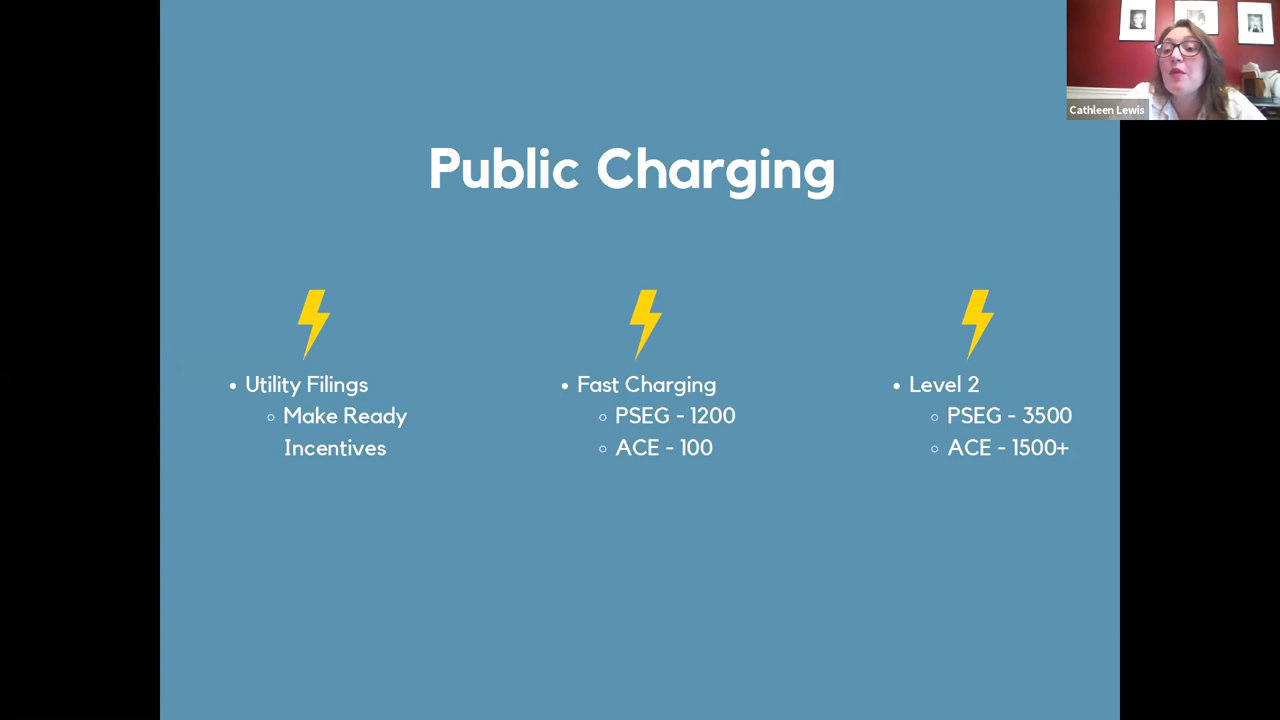 Cathleen Lewis
Public Charging
• Utility Filings
○ Make Ready
Incentives
• Fast Charging
○ PSEG - 1200
○ ACE - 100
• Level 2
○ PSEG - 3500
○ ACE - 1500+